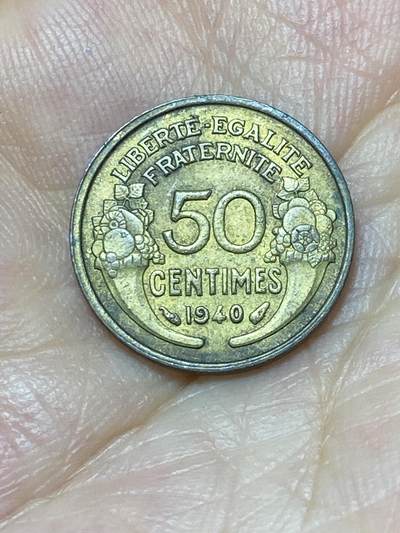 LIBERTE-EGALITE
FRATERNITE
50
CENTIMES
1940